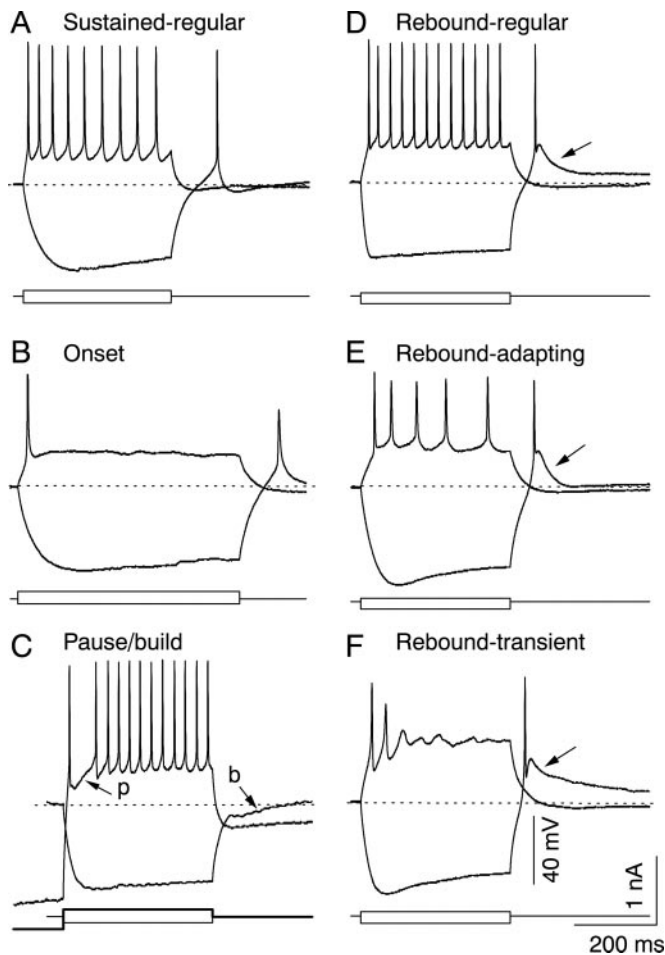 A Sustained-regular
B Onset
C Pause/build
p
b
D Rebound-regular
E Rebound-adapting
F Rebound-transient
40 mV
1 nA
200 ms